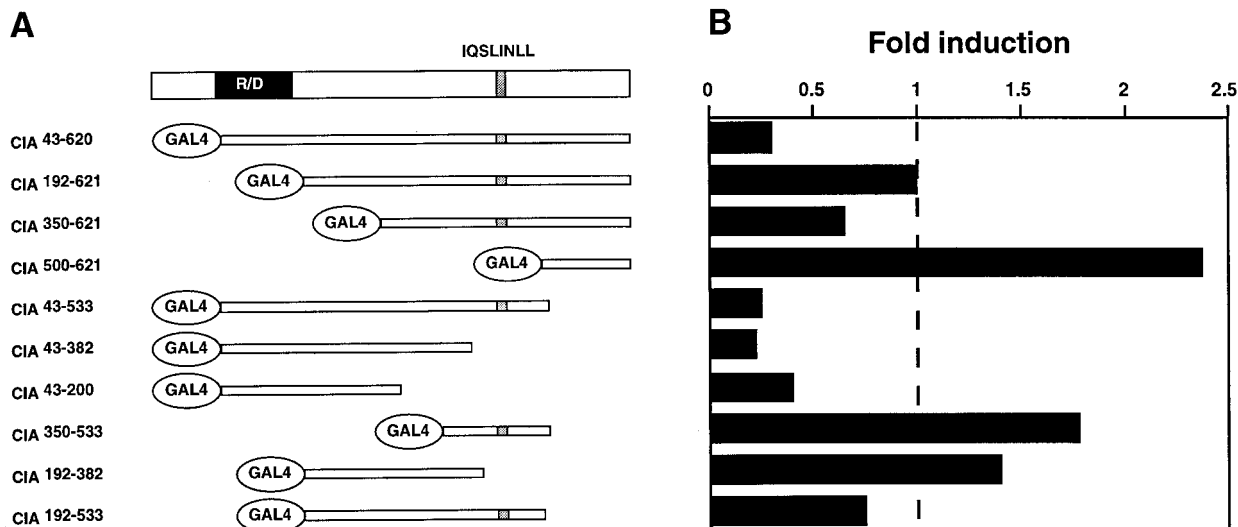 A
B
Fold induction
IQSLINLL
R/D
0 0.5 1 1.5 2 2.5
CIA 43-620 GAL4
CIA 192-621 GAL4
CIA 350-621 GAL4
CIA 500-621 GAL4
CIA 43-533 GAL4
CIA 43-382 GAL4
CIA 43-200 GAL4
CIA 350-533 GAL4
CIA 192-382 GAL4
CIA 192-533 GAL4